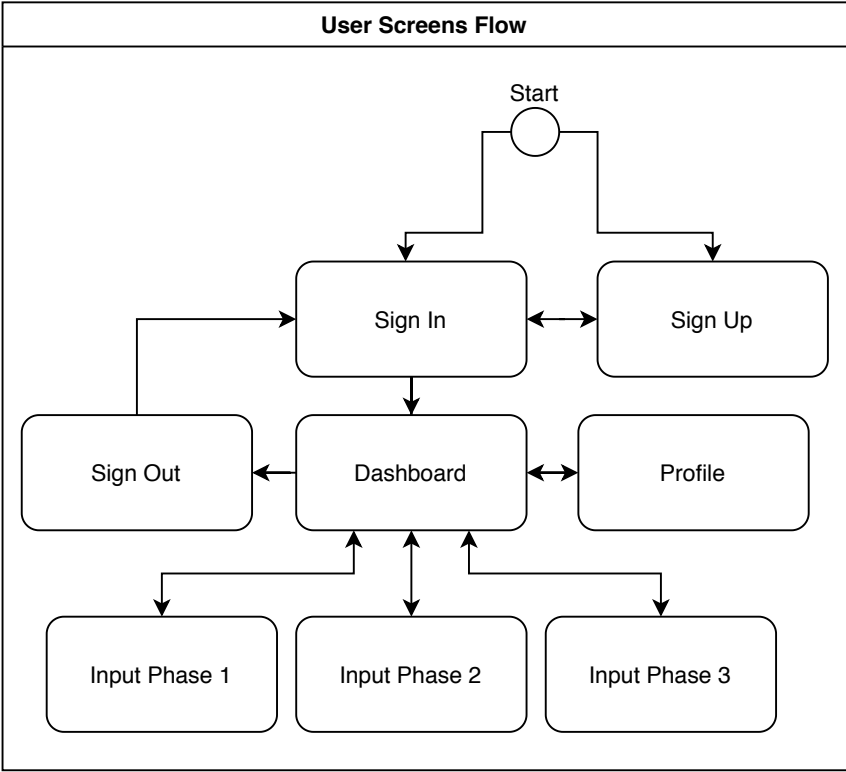 User Screens Flow
Start
Sign In
Sign Up
Sign Out
Dashboard
Profile
Input Phase 1
Input Phase 2
Input Phase 3